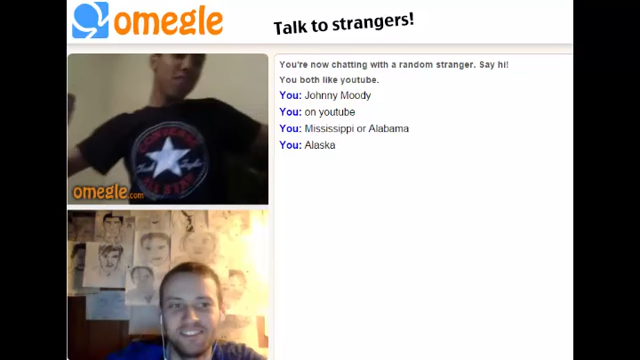 omegle
Talk to strangers!
You're now chatting with a random stranger. Say hi!
You both like youtube.
You: Johnny Moody
You: on youtube
You: Mississippi or Alabama
You: Alaska
CONVERSE
ALL STAR
omegle.com